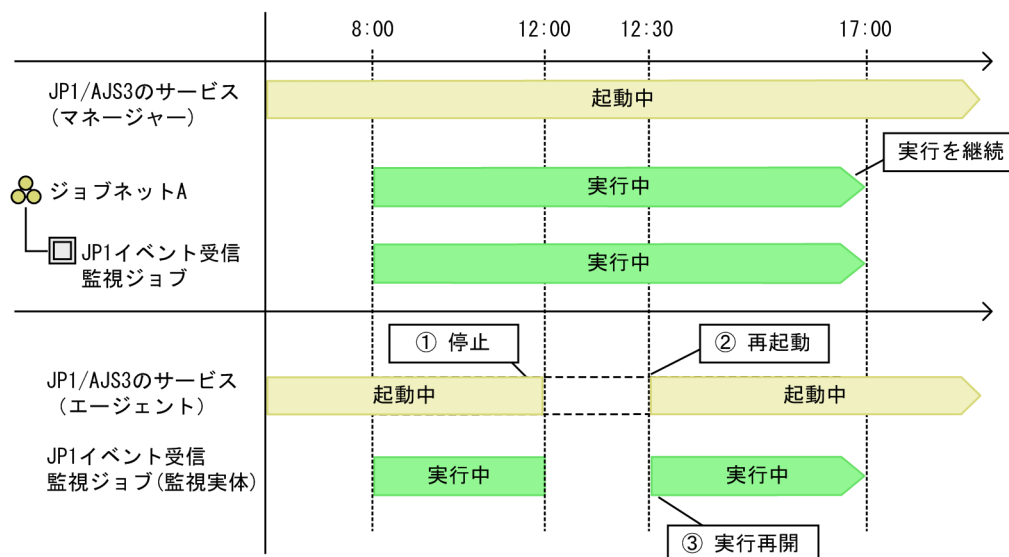 8:00
12:00
12:30
17:00
JP1/AJS3のサービス
(マネージャー)
起動中
実行を継続
ジョブネットA
実行中
JP1イベント受信
監視ジョブ
実行中
① 停止
② 再起動
JP1/AJS3のサービス
(エージェント)
起動中
起動中
JP1イベント受信
監視ジョブ(監視実体)
実行中
実行中
③ 実行再開